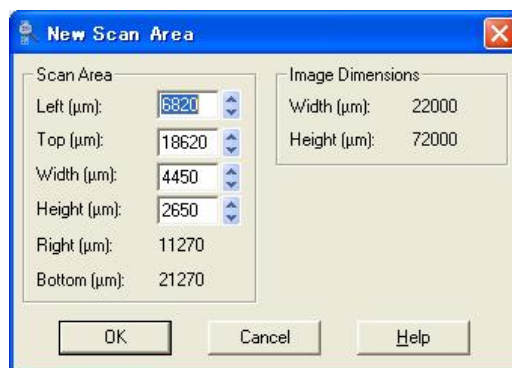 New Scan Area
Scan Area
Left (µm): 6820
Top (µm): 18620
Width (µm): 4450
Height (µm): 2650
Right (µm): 11270
Bottom (µm): 21270
Image Dimensions
Width (µm): 22000
Height (µm): 72000
OK Cancel Help